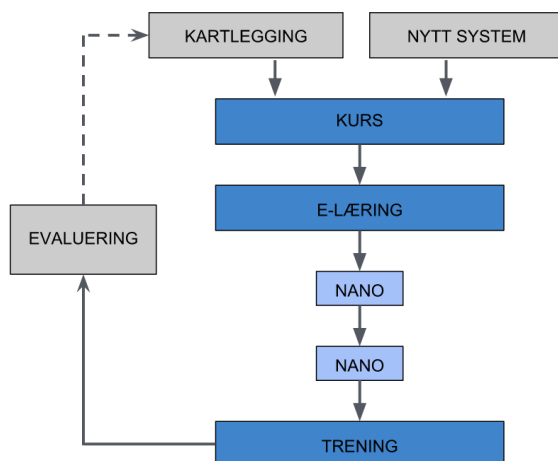 KARTLEGGING
NYTT SYSTEM
KURS
E-LÆRING
EVALUERING
NANO
NANO
TRENING